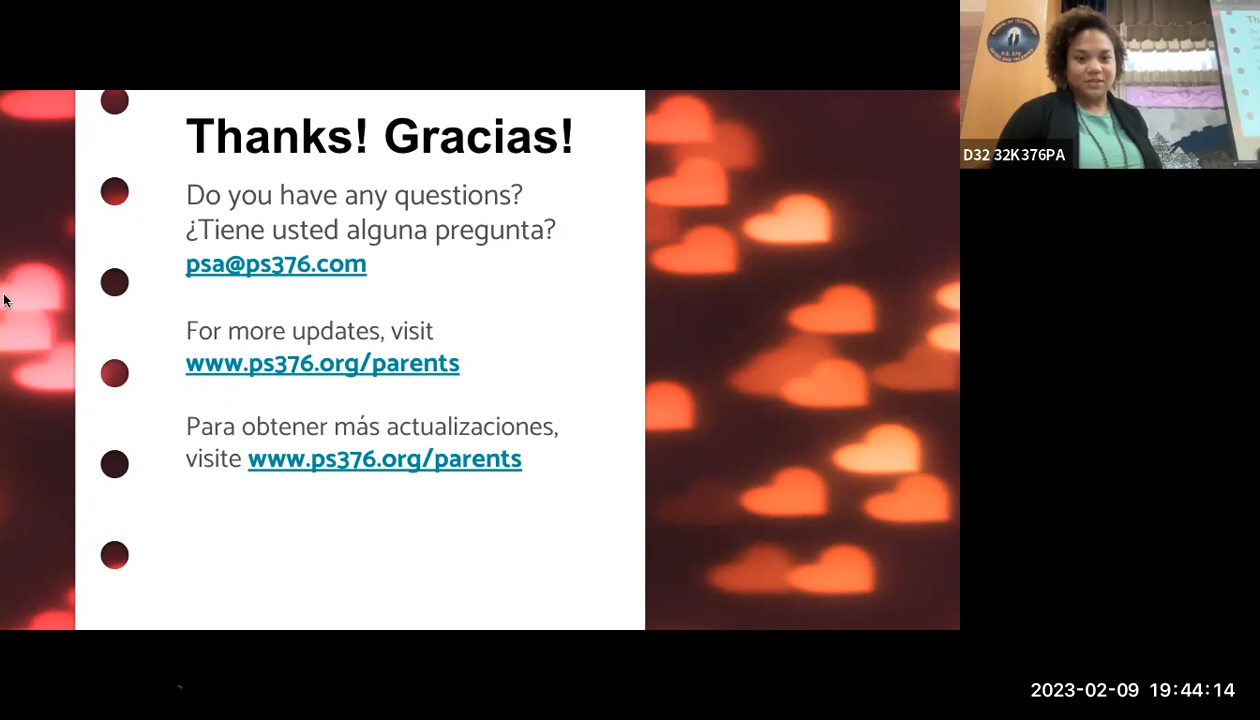 Thanks! Gracias!
Do you have any questions?
¿Tiene usted alguna pregunta?
psa@ps376.com
For more updates, visit
www.ps376.org/parents
Para obtener más actualizaciones,
visite www.ps376.org/parents
D32 32K376PA
2023-02-09 19:44:14